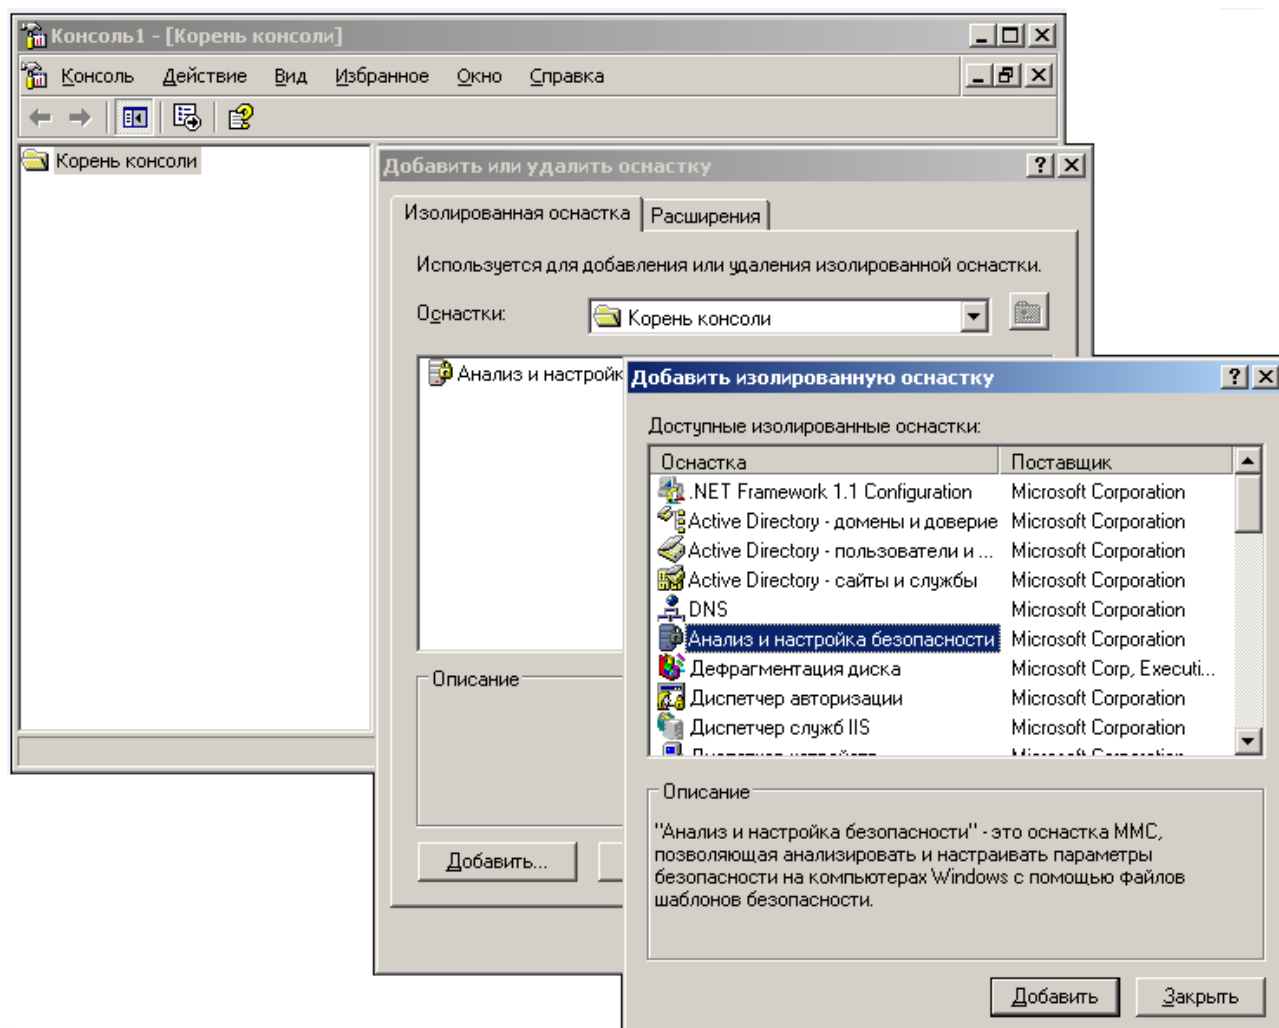 Консоль1 - [Корень консоли]
Консоль Действие Вид Избранное Окно Справка
Корень консоли
Добавить или удалить оснастку
Изолированная оснастка Расширения
Используется для добавления или удаления изолированной оснастки.
Оснастки: Корень консоли
Анализ и настройк
Добавить изолированную оснастку
Доступные изолированные оснастки:
Оснастка Поставщик
.NET Framework 1.1 Configuration Microsoft Corporation
Active Directory - домены и доверие Microsoft Corporation
Active Directory - пользователи и ... Microsoft Corporation
Active Directory - сайты и службы Microsoft Corporation
DNS Microsoft Corporation
Анализ и настройка безопасности Microsoft Corporation
Дефрагментация диска Microsoft Corp, Executi...
Диспетчер авторизации Microsoft Corporation
Диспетчер служб IIS Microsoft Corporation
Описание
Добавить...
Описание
"Анализ и настройка безопасности" - это оснастка MMC,
позволяющая анализировать и настраивать параметры
безопасности на компьютерах Windows с помощью файлов
шаблонов безопасности.
Добавить Закрыть